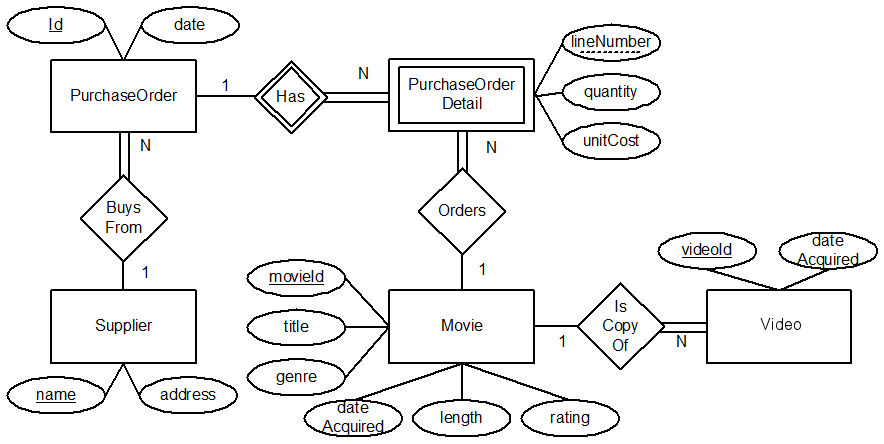 Id
date
PurchaseOrder
1
Has
N
PurchaseOrder
Detail
lineNumber
quantity
unitCost
N
N
Buys
From
Orders
1
1
Supplier
name
address
movieId
title
genre
Movie
date
Acquired
length
rating
1
Is
Copy
Of
N
videoId
date
Acquired
Video